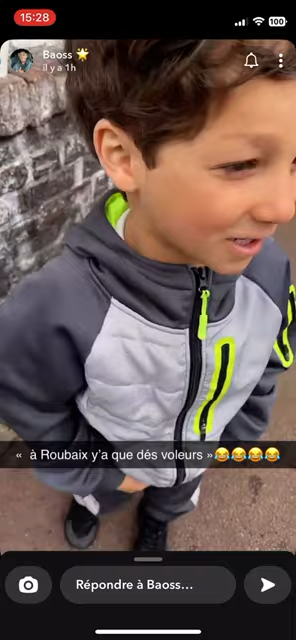 15:28
100
Baoss 🌟
il y a 1h
« à Roubaix y'a que dés voleurs »😂😂😂😂
Répondre à Baoss...